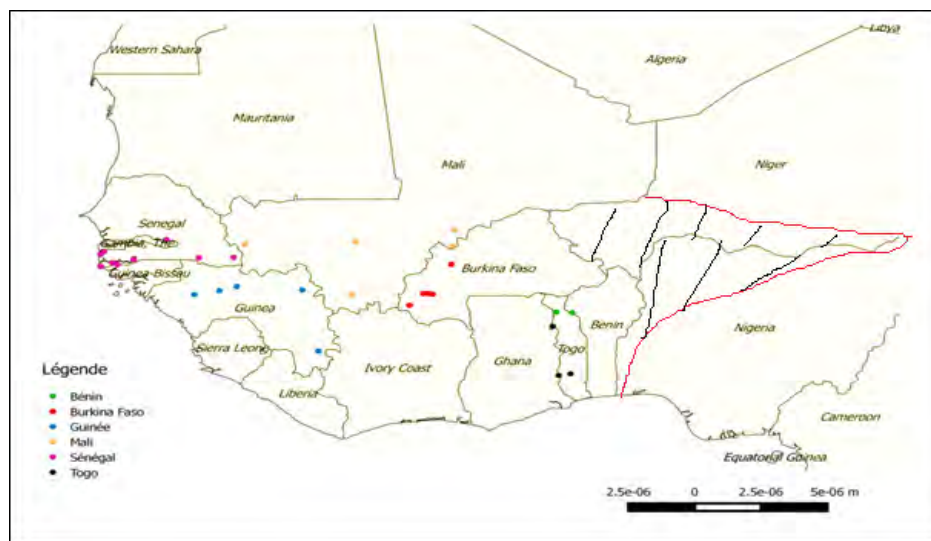 Libya
Western Sahara
Algeria
Mauritania
Mali
Niger
Senegal
Gambia, The
Guinea-Bissau
Burkina Faso
Guinea
Benin
Nigeria
Sierra Leone
Ghana
Togo
Ivory Coast
Légende
Liberia
Bénin
Burkina Faso
Guinée
Mali
Sénégal
Togo
Cameroon
Equatorial Guinea
2.5e-06 0 2.5e-06 5e-06 m